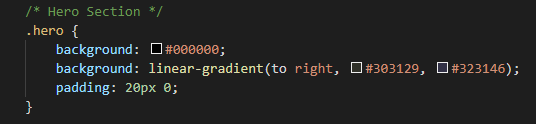 /* Hero Section */
.hero {
background: #000000;
background: linear-gradient(to right, #303129, #323146);
padding: 20px 0;
}